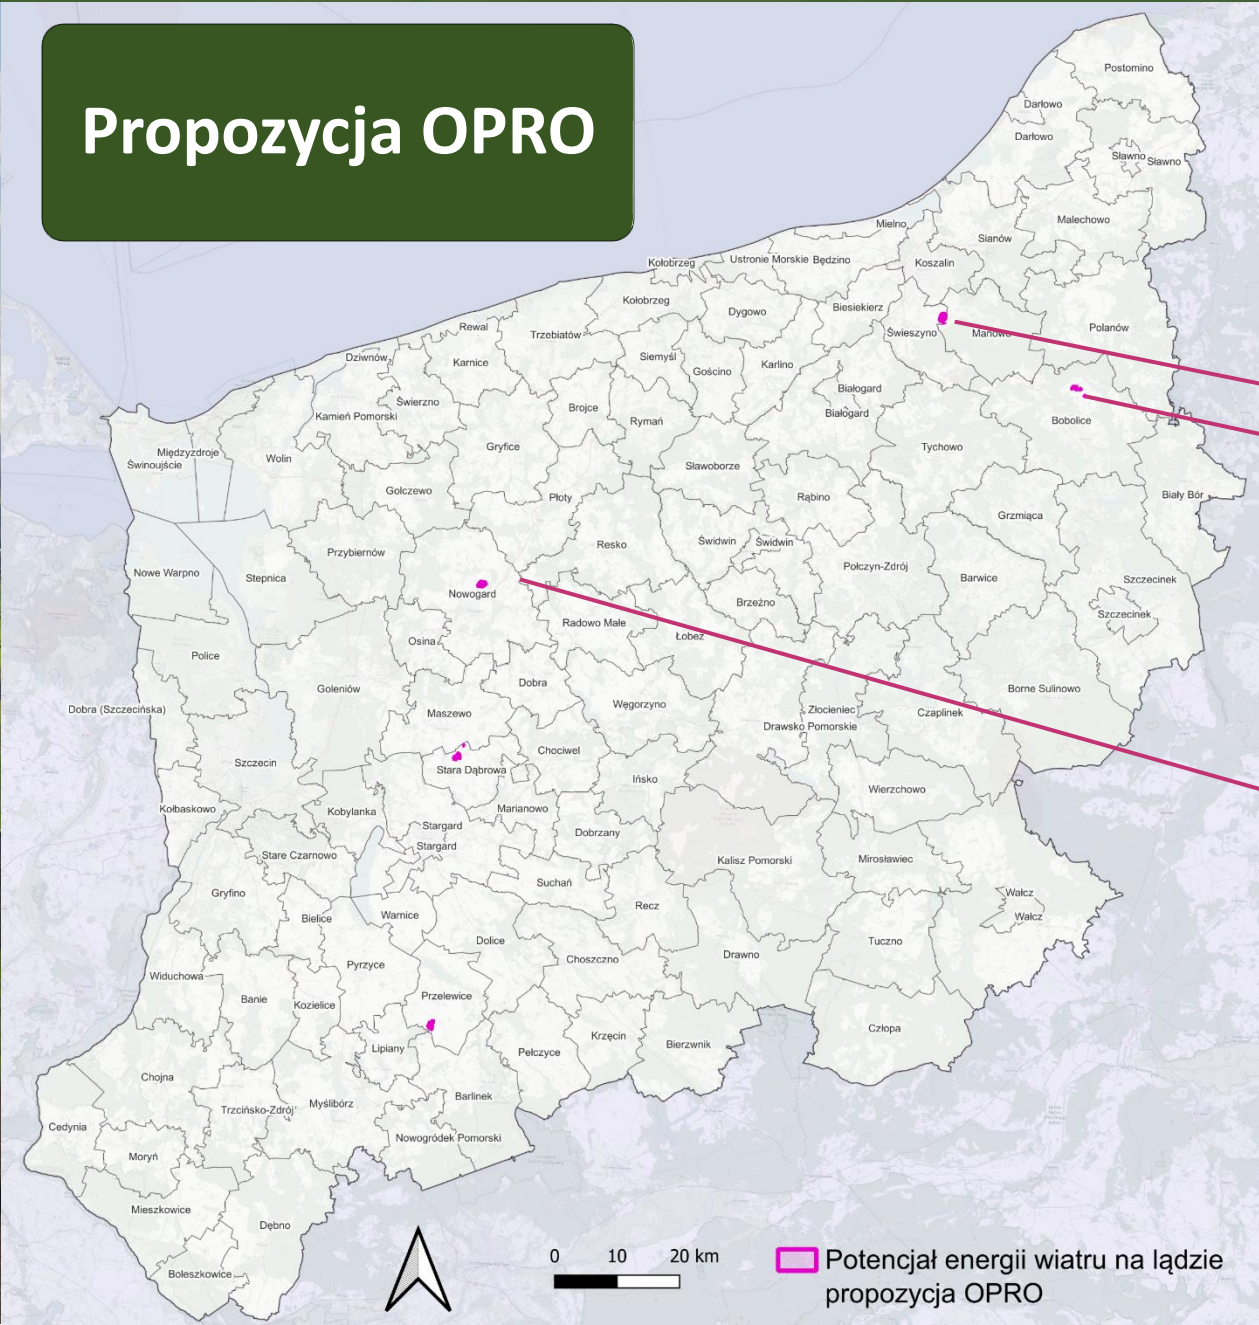 Propozycja OPRO
Postomino
Darłowo
Darłowo
Sławno
Sławno
Malechowo
Mielno
Sianów
Koszalin
Ustronie Morskie
Będzino
Kołobrzeg
Kołobrzeg
Dygowo
Biesiekierz
Świeszyno
Manowo
Polanów
Rewal
Trzebiatów
Dziwnów
Karnice
Siemyśl
Gościno
Karlino
Białogard
Białogard
Bobolice
Świerzno
Kamień Pomorski
Brojce
Rymań
Gryfice
Tychowo
Międzyzdroje
Świnoujście
Wolin
Sławoborze
Golczewo
Płoty
Rąbino
Biały Bór
Grzmiąca
Resko
Świdwin
Świdwin
Przybiernów
Nowe Warpno
Stepnica
Nowogard
Połczyn-Zdrój
Barwice
Szczecinek
Szczecinek
Brzeżno
Radowo Małe
Łobez
Osina
Police
Dobra
Goleniów
Borne Sulinowo
Węgorzyno
Dobra (Szczecińska)
Maszewo
Złocieniec
Czaplinek
Drawsko Pomorskie
Chociwel
Szczecin
Stara Dąbrowa
Ińsko
Wierzchowo
Kołbaskowo
Kobylanka
Marianowo
Stargard
Stargard
Dobrzany
Stare Czarnowo
Kalisz Pomorski
Mirosławiec
Suchań
Gryfino
Wałcz
Wałcz
Bielice
Warnice
Recz
Dolice
Tuczno
Choszczno
Drawno
Pyrzyce
Widuchowa
Banie
Kozielice
Przelewice
Człopa
Krzęcin
Bierzwnik
Lipiany
Pełczyce
Chojna
Barlinek
Myślibórz
Trzcińsko-Zdrój
Cedynia
Nowogródek Pomorski
Moryń
Mieszkowice
Dębno
Boleszkowice
0 10 20 km
Potencjał energii wiatru na lądzie
propozycja OPRO